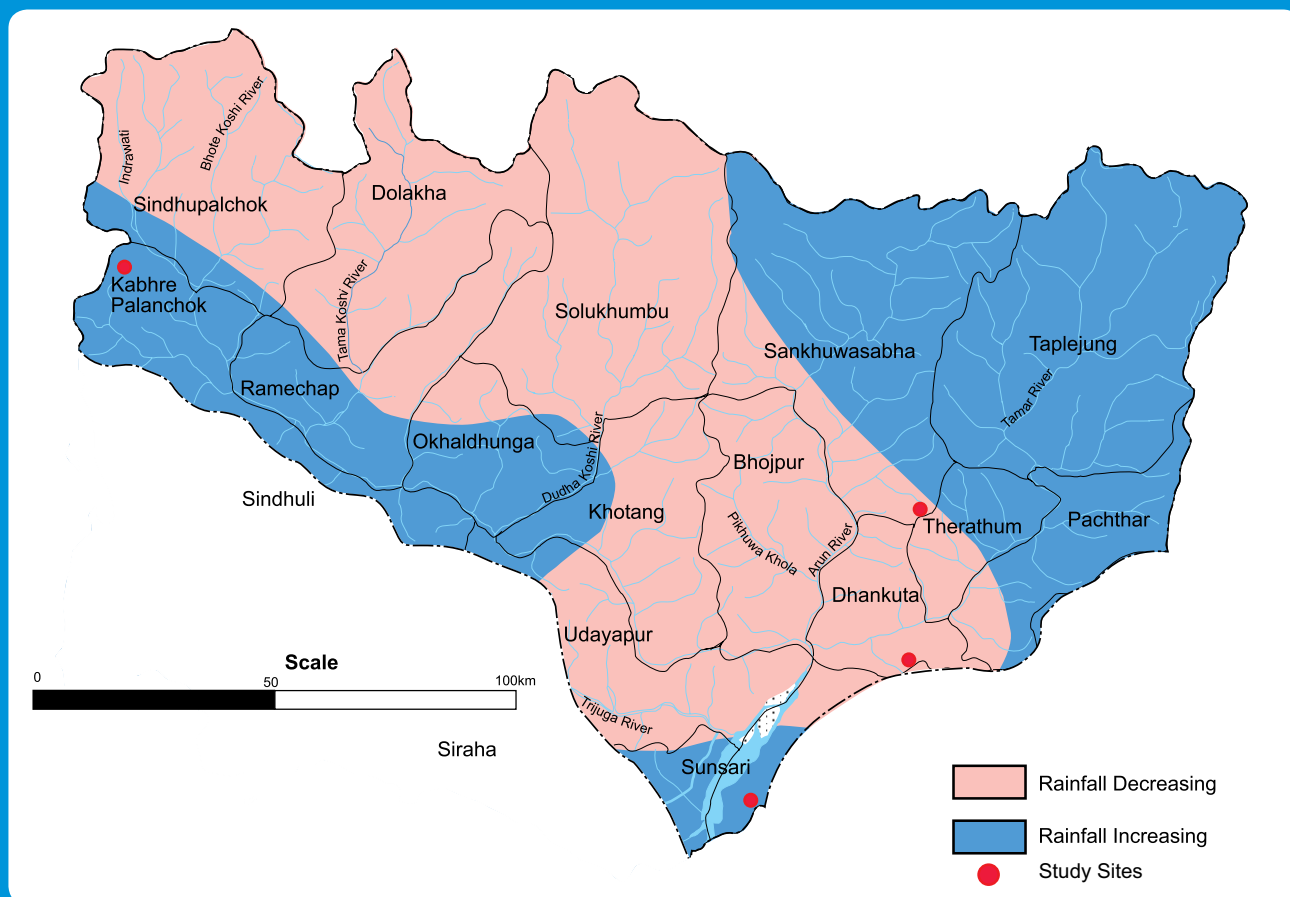 Indrawati
Bhote Koshi River
Sindhupalchok
Dolakha
Kabhre
Palanchok
Tama Koshi River
Solukhumbu
Sankhuwasabha
Taplejung
Tamar River
Ramechap
Okhaldhunga
Dudha Koshi River
Bhojpur
Sindhuli
Khotang
Pikhuwa Khola
Arun River
Therathum
Pachthar
Dhankuta
Udayapur
Scale
0
50
100km
Trijuga River
Siraha
Sunsari
Rainfall Decreasing
Rainfall Increasing
Study Sites